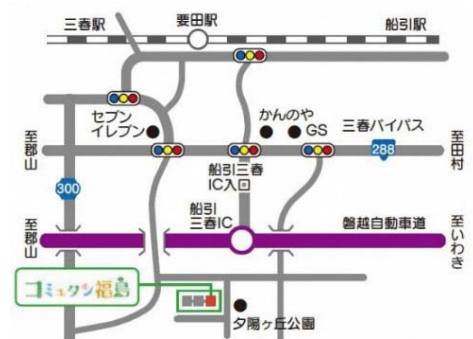 三春駅
要田駅
船引駅
セブン
イレブン
かんのや
GS
三春バイパス
288
至郡山
至田村
船引三春
IC入口
300
船引
三春IC
磐越自動車道
至郡山
至いわき
コミュタン福島
夕陽ヶ丘公園